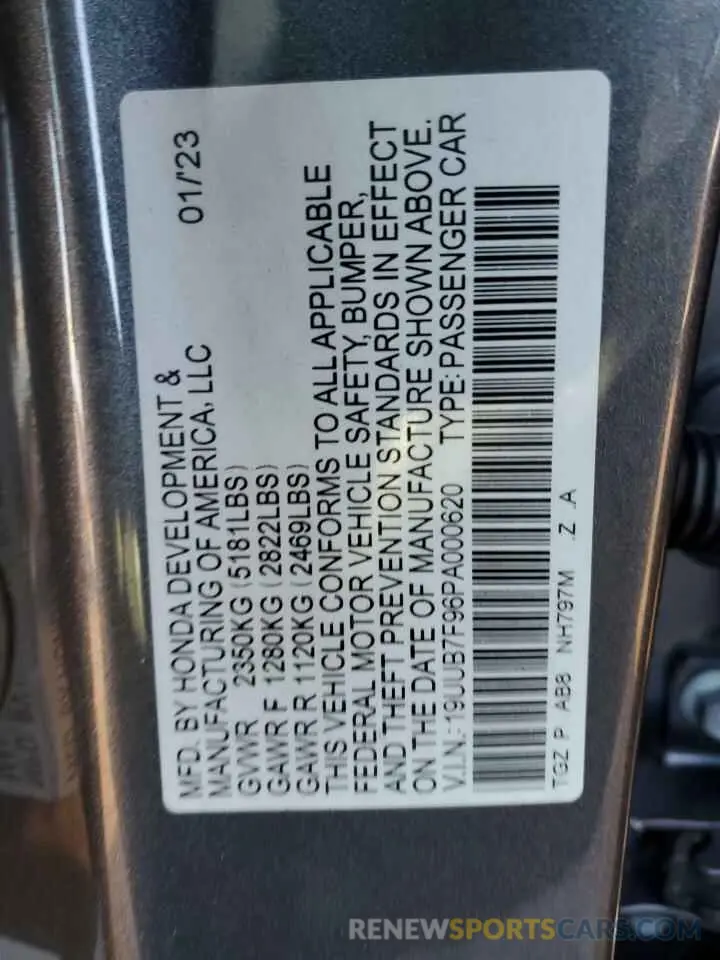 MFD. BY HONDA DEVELOPMENT &
MANUFACTURING OF AMERICA, LLC 01/'23
GVWR 2350KG (5181LBS)
GAWR F 1280KG (2822LBS)
GAWR R 1120KG (2469LBS)
THIS VEHICLE CONFORMS TO ALL APPLICABLE
FEDERAL MOTOR VEHICLE SAFETY, BUMPER,
AND THEFT PREVENTION STANDARDS IN EFFECT
ON THE DATE OF MANUFACTURE SHOWN ABOVE.
V.I.N.:19UUB7F96PA000620 TYPE:PASSENGER CAR
TGZ P AB8 NH797M .Z .A
RENEWSPORTSCARS.COM